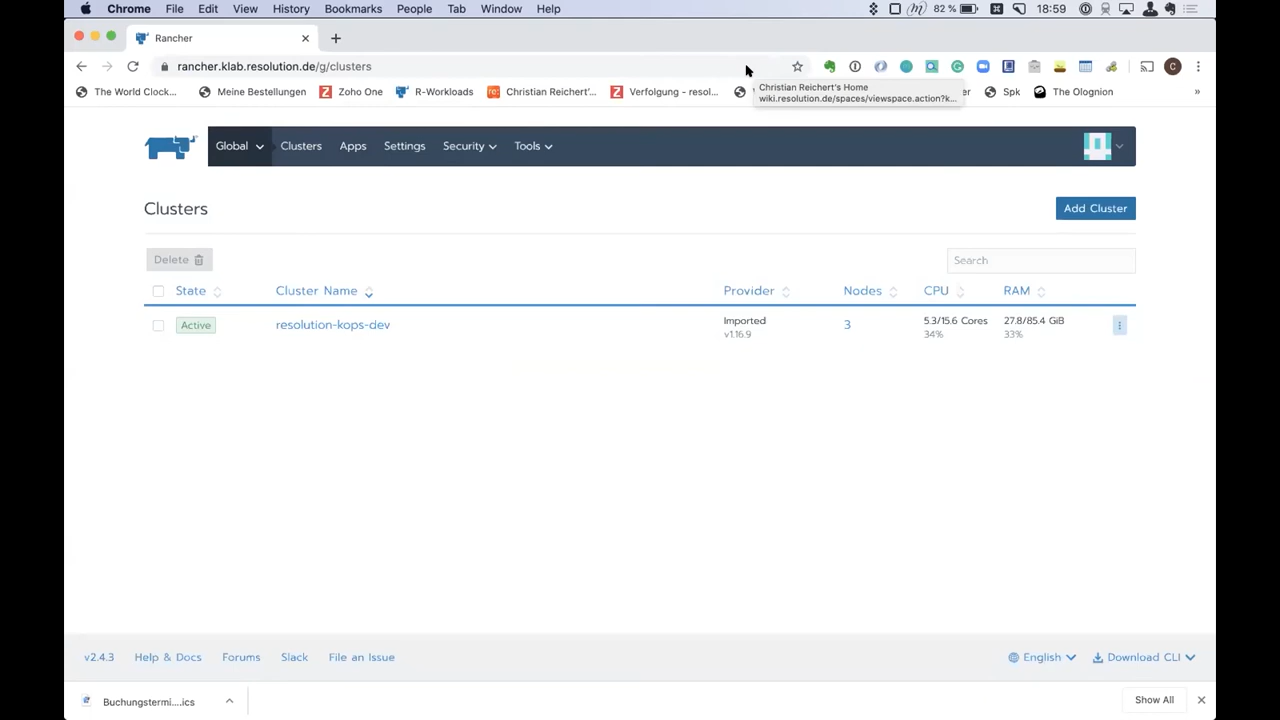 Chrome File Edit View History Bookmarks People Tab Window Help 82 % 18:59
Rancher
rancher.klab.resolution.de/g/clusters
The World Clock... Meine Bestellungen Zoho One R-Workloads Christian Reichert'... Verfolgung - resol... Spk The Olognion »
Christian Reichert's Home
wiki.resolution.de/spaces/viewspace.action?k...
Global Clusters Apps Settings Security Tools
Clusters
Add Cluster
Delete
Search
State Cluster Name Provider Nodes CPU RAM
Active resolution-kops-dev Imported 3 5.3/15.6 Cores 27.8/85.4 GiB
v1.16.9 34% 33%
v2.4.3 Help & Docs Forums Slack File an Issue English Download CLI
Buchungstermi....ics Show All